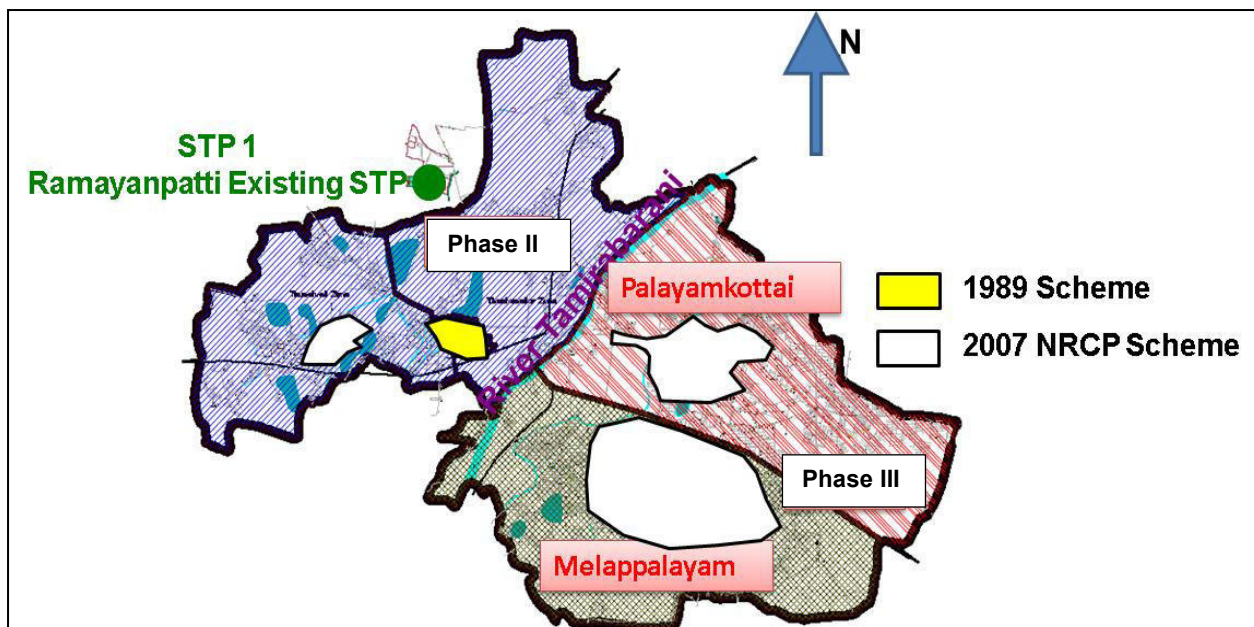 N
STP 1
Ramayanpatti Existing STP
Phase II
River Tamirabarani
Palayamkottai
1989 Scheme
2007 NRCP Scheme
Phase III
Melappalayam